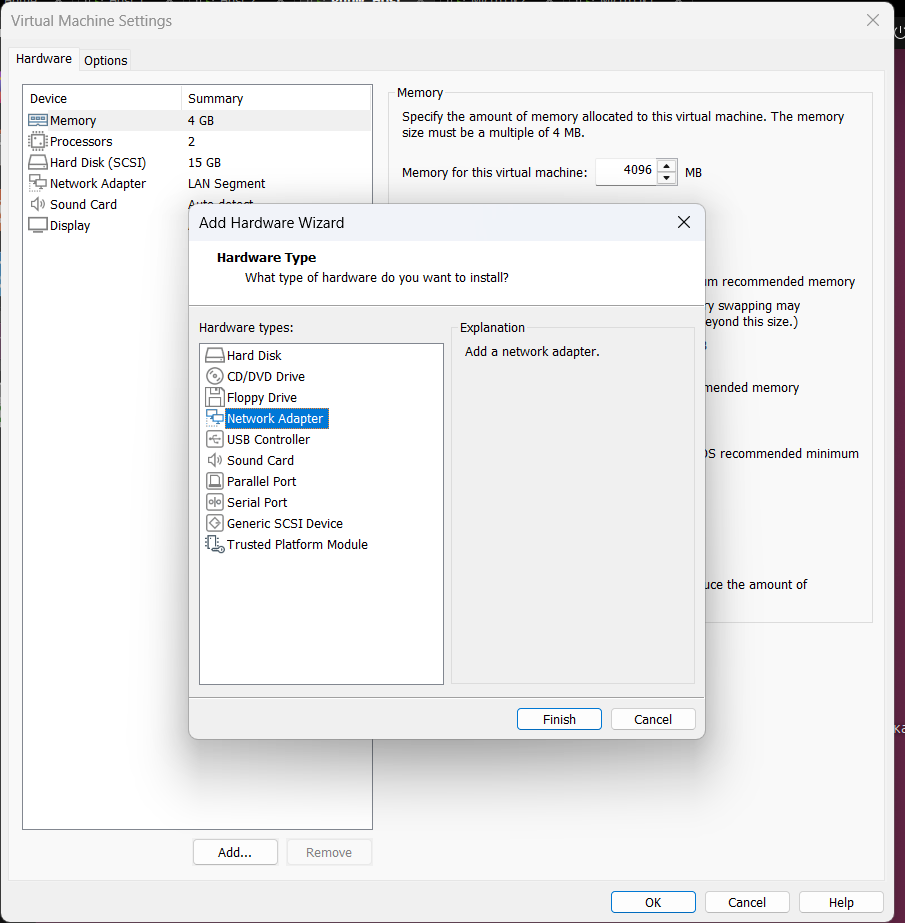 Virtual Machine Settings
Hardware
Options
Device Summary
Memory 4 GB
Processors 2
Hard Disk (SCSI) 15 GB
Network Adapter LAN Segment
Sound Card Auto detect
Display
Memory
Specify the amount of memory allocated to this virtual machine. The memory
size must be a multiple of 4 MB.
Memory for this virtual machine: 4096 MB
recommended memory
swapping may
eyond this size.)
mended memory
OS recommended minimum
uce the amount of
Add Hardware Wizard
Hardware Type
What type of hardware do you want to install?
Hardware types:
Hard Disk
CD/DVD Drive
Floppy Drive
Network Adapter
USB Controller
Sound Card
Parallel Port
Serial Port
Generic SCSI Device
Trusted Platform Module
Explanation
Add a network adapter.
Finish Cancel
Add... Remove
OK Cancel Help